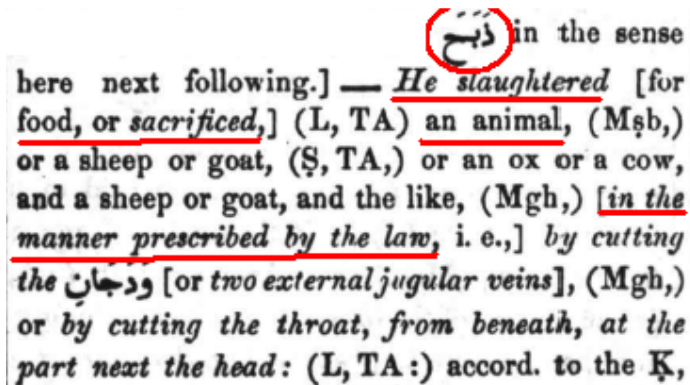 ذَبَحَ in the sense
here next following.] — He slaughtered [for
food, or sacrificed,] (L, TA) an animal, (Mṣb,)
or a sheep or goat, (Ṣ, TA,) or an ox or a cow,
and a sheep or goat, and the like, (Mgh,) [in the
manner prescribed by the law, i. e.,] by cutting
the وَدَجَانِ [or two external jugular veins], (Mgh,)
or by cutting the throat, from beneath, at the
part next the head: (L, TA:) accord. to the Ḳ,